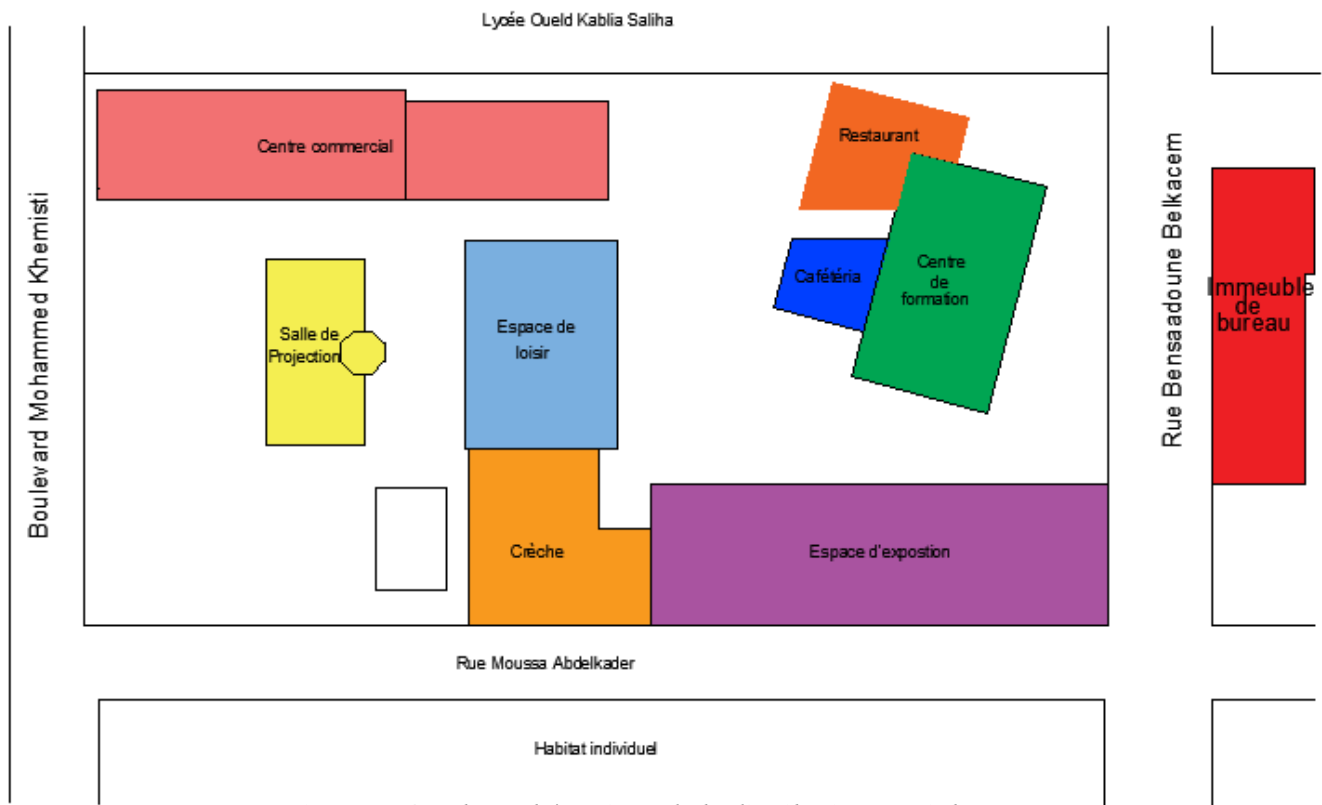 Lycée Oueld Kablia Saliha
Centre commercial
Restaurant
Boulevard Mohammed Khemisti
Rue Bensaadoune Belkacem
Salle de
Projection
Espace de
loisir
Cafétéria
Centre
de
formation
Immeuble
de
bureau
Crèche
Espace d'expostion
Rue Moussa Abdelkader
Habitat individuel